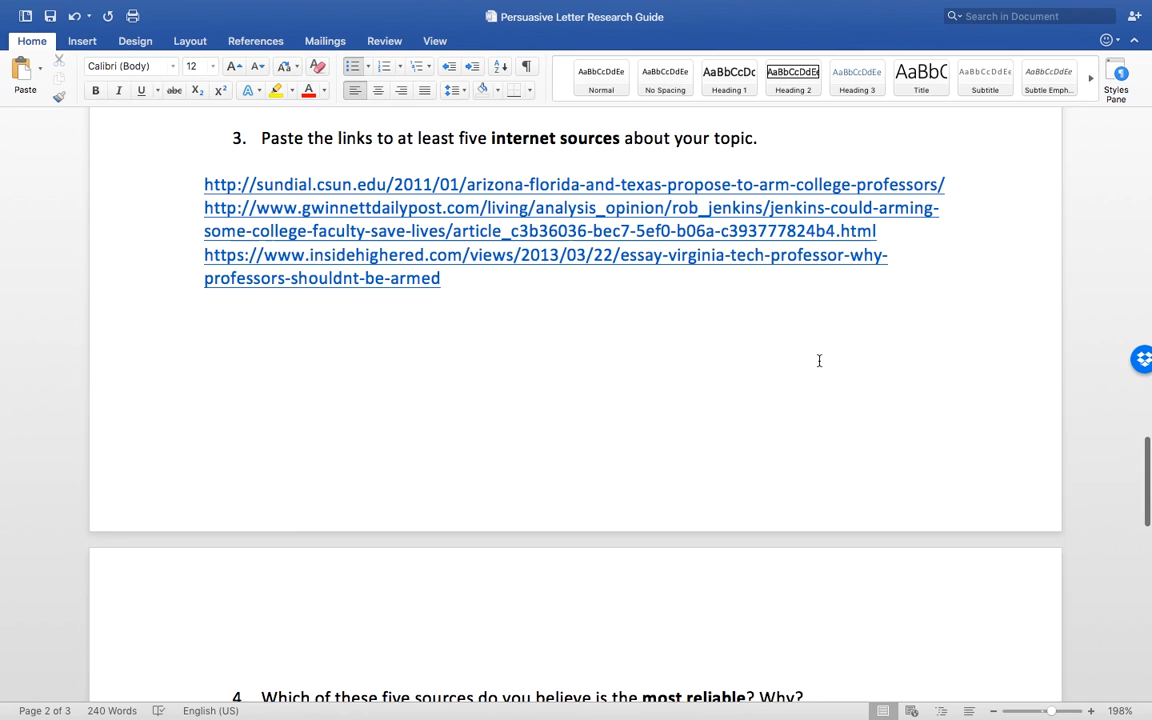 Persuasive Letter Research Guide
Search in Document
Home Insert Design Layout References Mailings Review View
Paste
Calibri (Body) 12
AaBbCcDdEe AaBbCcDdEe AaBbCcDc AaBbCcDdEe AaBbCcDdEe AaBbC AaBbCcDdEe AaBbCcDdEe
Normal No Spacing Heading 1 Heading 2 Heading 3 Title Subtitle Subtle Emph...
Styles
Pane
3. Paste the links to at least five internet sources about your topic.
http://sundial.csun.edu/2011/01/arizona-florida-and-texas-propose-to-arm-college-professors/
http://www.gwinnettdailypost.com/living/analysis_opinion/rob_jenkins/jenkins-could-arming-
some-college-faculty-save-lives/article_c3b36036-bec7-5ef0-b06a-c393777824b4.html
https://www.insidehighered.com/views/2013/03/22/essay-virginia-tech-professor-why-
professors-shouldnt-be-armed
4. Which of these five sources do you believe is the most reliable? Why?
Page 2 of 3 240 Words English (US) 198%